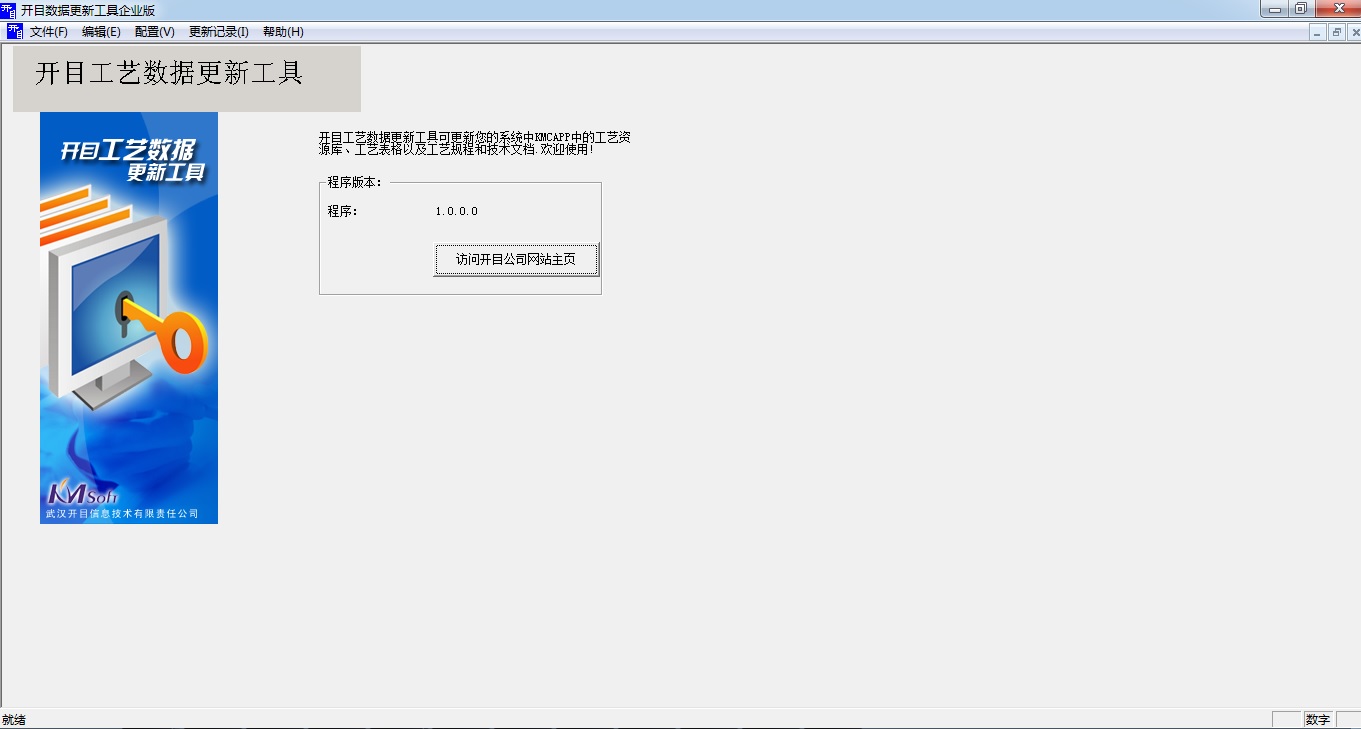 开目数据更新工具企业版
文件(F) 编辑(E) 配置(V) 更新记录(I) 帮助(H)
开目工艺数据更新工具
开目工艺数据
更新工具
开目工艺数据更新工具可更新您的系统中KMCAPP中的工艺资
源库、工艺表格以及工艺规程和技术文档.欢迎使用!
程序版本:
程序: 1.0.0.0
访问开目公司网站主页
KMSoft
武汉开目信息技术有限责任公司
就绪
数字